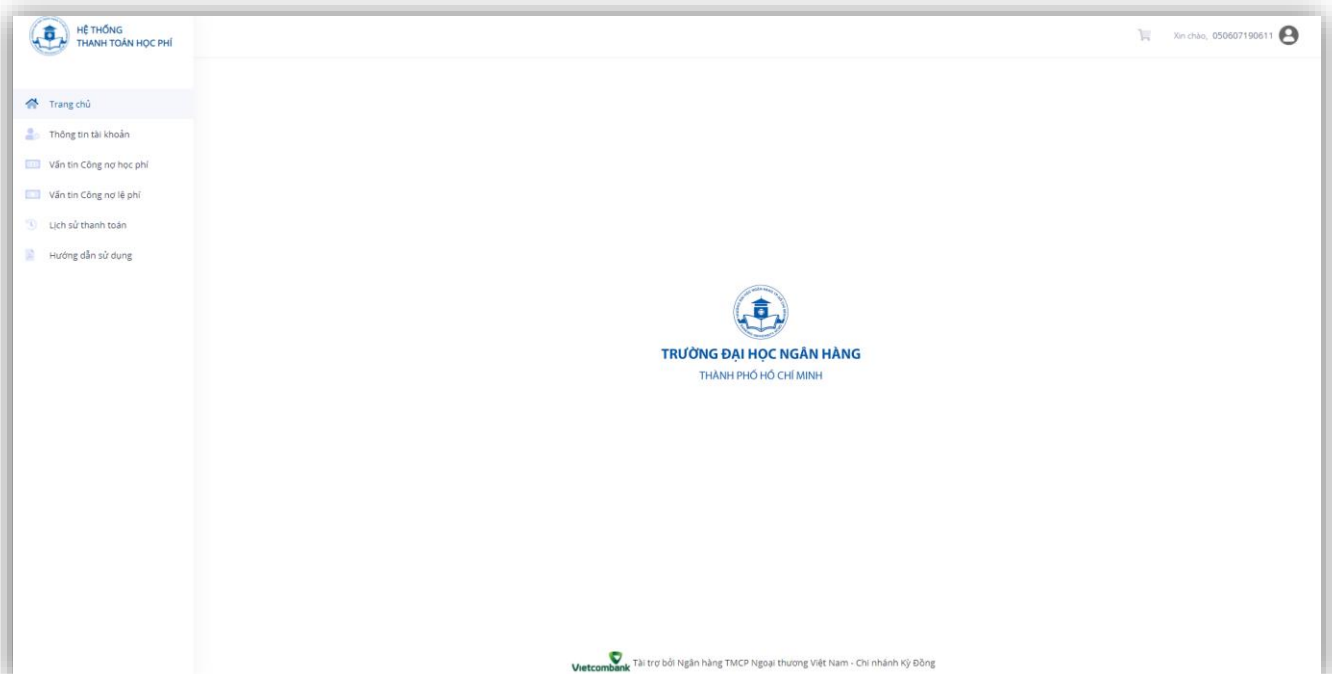 HỆ THỐNG
THANH TOÁN HỌC PHÍ
Xin chào, 050607190611
Trang chủ
Thông tin tài khoản
Vấn tin Công nợ học phí
Vấn tin Công nợ lệ phí
Lịch sử thanh toán
Hướng dẫn sử dụng
TRƯỜNG ĐẠI HỌC NGÂN HÀNG
THÀNH PHỐ HỒ CHÍ MINH
Vietcombank Tài trợ bởi Ngân hàng TMCP Ngoại thương Việt Nam - Chi nhánh Kỳ Đồng